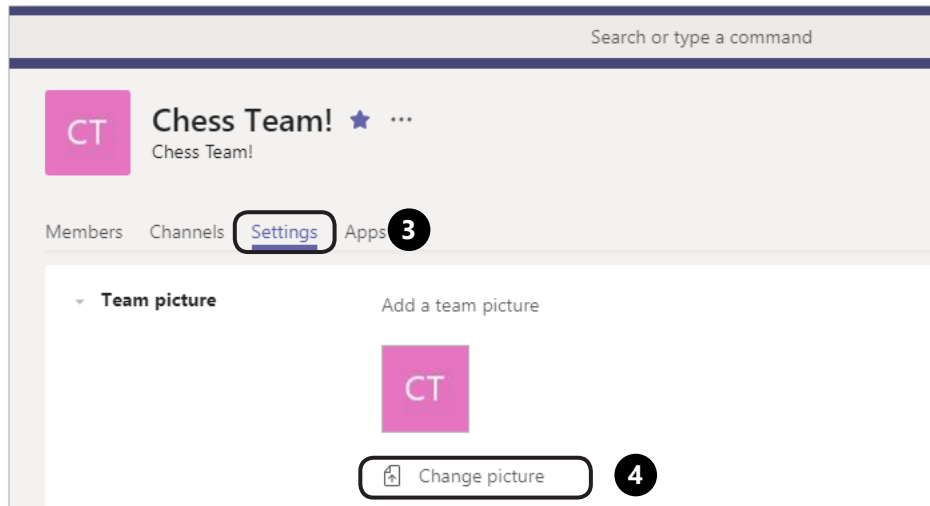 Search or type a command
CT
Chess Team! ...
Chess Team!
Members Channels Settings Apps 3
Team picture
Add a team picture
CT
Change picture 4